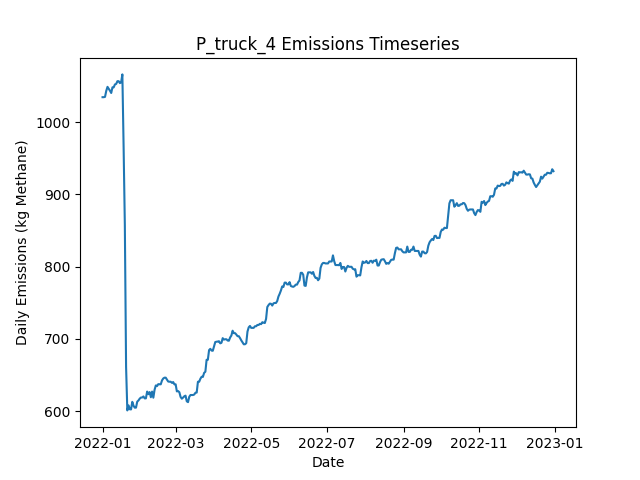 P_truck_4 Emissions Timeseries
Daily Emissions (kg Methane)
1000
900
800
700
600
2022-01 2022-03 2022-05 2022-07 2022-09 2022-11 2023-01
Date